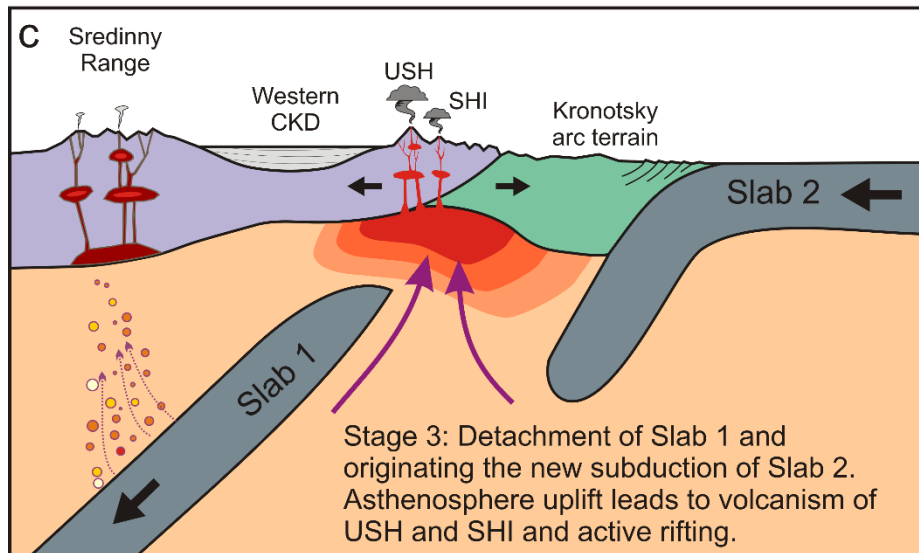 C
Sredinny
Range
Western
CKD
USH
SHI
Kronotsky
arc terrain
Slab 2
Slab 1
Stage 3: Detachment of Slab 1 and
originating the new subduction of Slab 2.
Asthenosphere uplift leads to volcanism of
USH and SHI and active rifting.